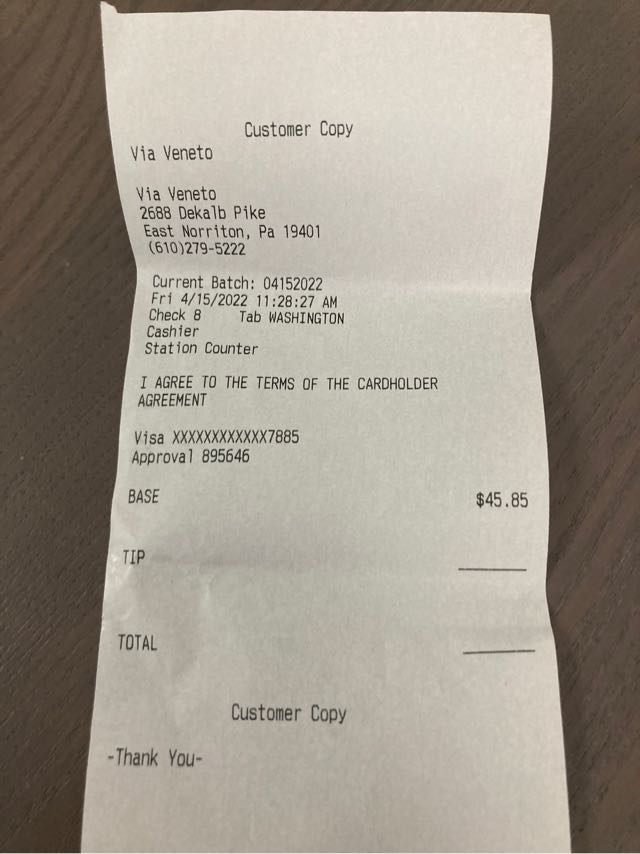 Customer Copy
Via Veneto
Via Veneto
2688 Dekalb Pike
East Norriton, Pa 19401
(610)279-5222
Current Batch: 04152022
Fri 4/15/2022 11:28:27 AM
Check 8 Tab WASHINGTON
Cashier
Station Counter
I AGREE TO THE TERMS OF THE CARDHOLDER
AGREEMENT
Visa XXXXXXXXXXXX7885
Approval 895646
BASE $45.85
TIP
TOTAL
Customer Copy
-Thank You-